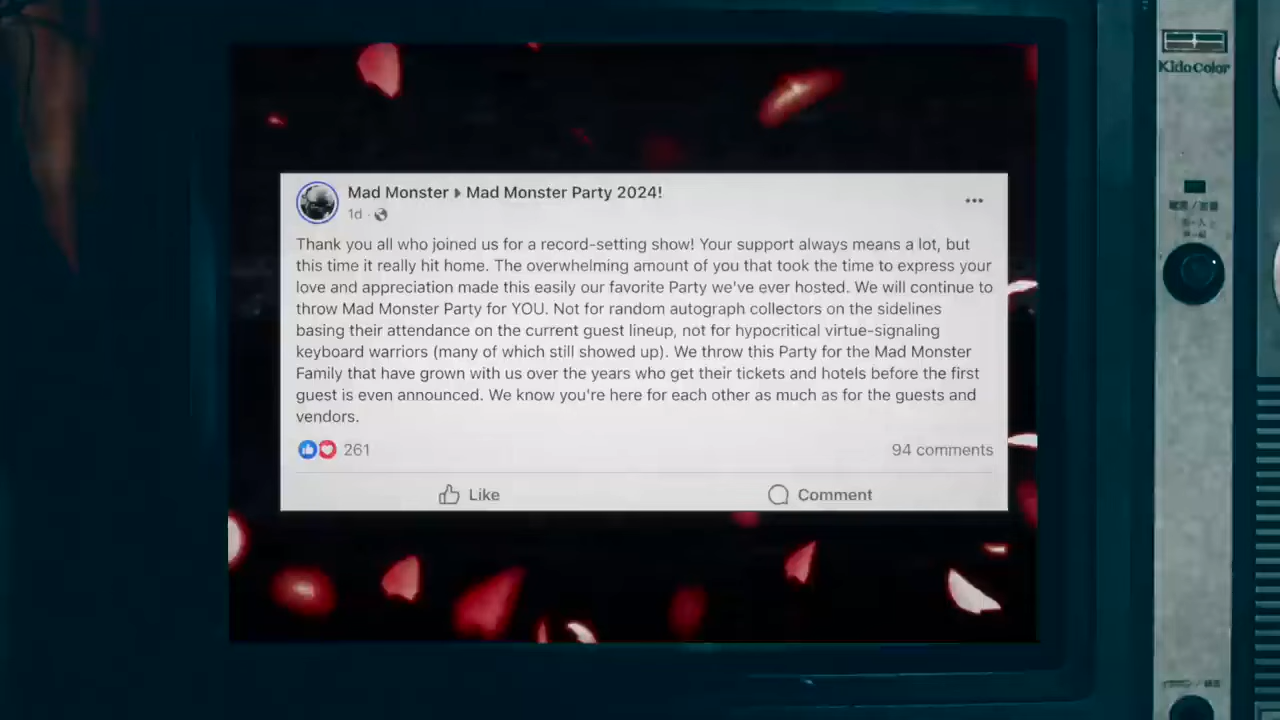 KidoColor
Mad Monster ▸ Mad Monster Party 2024!
1d ·
Thank you all who joined us for a record-setting show! Your support always means a lot, but
this time it really hit home. The overwhelming amount of you that took the time to express your
love and appreciation made this easily our favorite Party we've ever hosted. We will continue to
throw Mad Monster Party for YOU. Not for random autograph collectors on the sidelines
basing their attendance on the current guest lineup, not for hypocritical virtue-signaling
keyboard warriors (many of which still showed up). We throw this Party for the Mad Monster
Family that have grown with us over the years who get their tickets and hotels before the first
guest is even announced. We know you're here for each other as much as for the guests and
vendors.
261
94 comments
Like
Comment